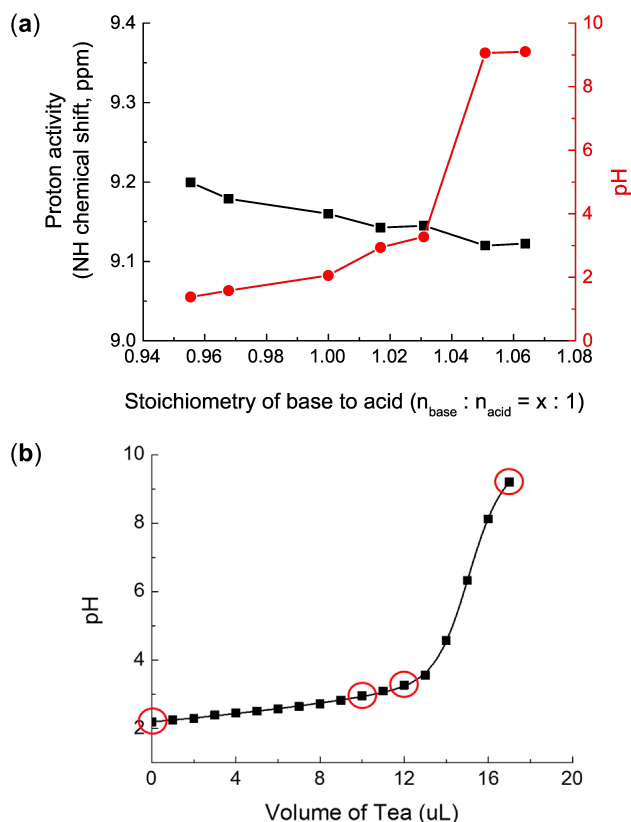 (a)
9.4
9.3
9.2
9.1
9.0
Proton activity
(NH chemical shift, ppm)
10
8
6
4
2
0
pH
0.94 0.96 0.98 1.00 1.02 1.04 1.06 1.08
Stoichiometry of base to acid (n_base : n_acid = x : 1)
(b)
10
8
6
4
2
pH
0 4 8 12 16 20
Volume of Tea (uL)